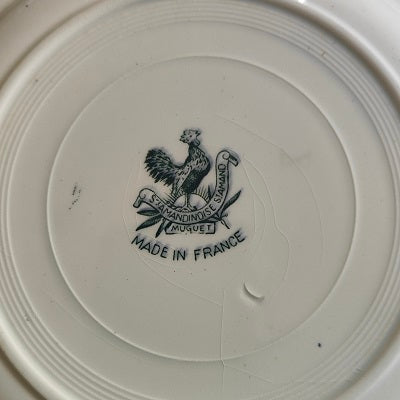 St AMANDINOISE St AMAND
MUGUET
MADE IN FRANCE